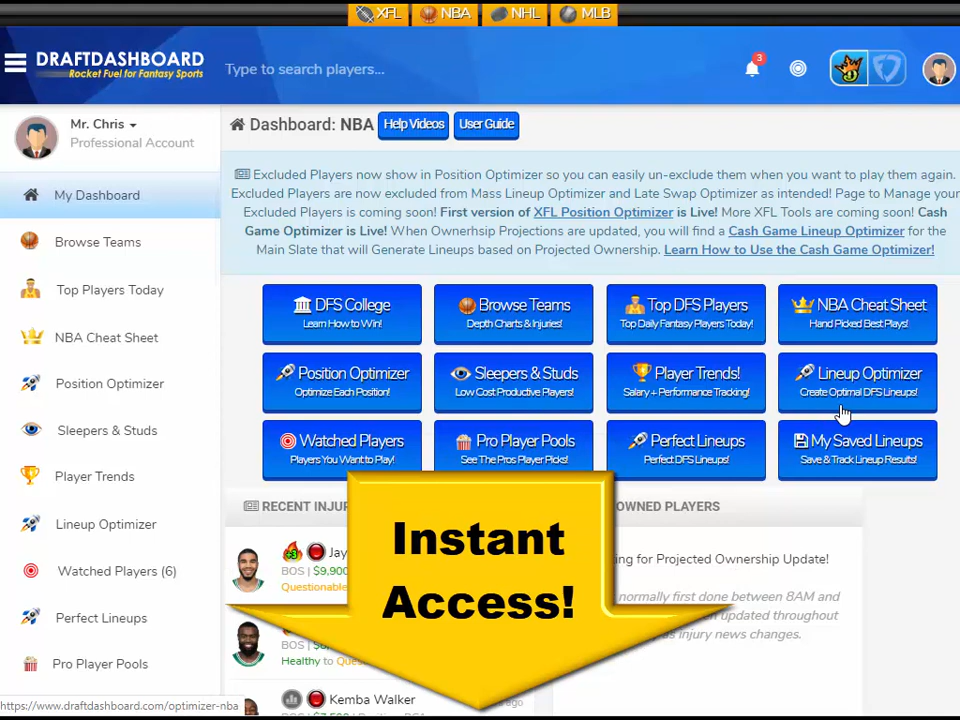 XFL NBA NHL MLB
DRAFTDASHBOARD
Rocket Fuel for Fantasy Sports
Type to search players...
3
Mr. Chris
Professional Account
My Dashboard
Browse Teams
Top Players Today
NBA Cheat Sheet
Position Optimizer
Sleepers & Studs
Player Trends
Lineup Optimizer
Watched Players (6)
Perfect Lineups
Pro Player Pools
https://www.draftdashboard.com/optimizer-nba
Dashboard: NBA Help Videos User Guide
Excluded Players now show in Position Optimizer so you can easily un-exclude them when you want to play them again.
Excluded Players are now excluded from Mass Lineup Optimizer and Late Swap Optimizer as intended! Page to Manage your
Excluded Players is coming soon! First version of XFL Position Optimizer is Live! More XFL Tools are coming soon! Cash
Game Optimizer is Live! When Ownerhsip Projections are updated, you will find a Cash Game Lineup Optimizer for the
Main Slate that will Generate Lineups based on Projected Ownership. Learn How to Use the Cash Game Optimizer!
DFS College
Learn How to Win!
Browse Teams
Depth Charts & Injuries!
Top DFS Players
Top Daily Fantasy Players Today!
NBA Cheat Sheet
Hand Picked Best Plays!
Position Optimizer
Optimize Each Position!
Sleepers & Studs
Low Cost Productive Players!
Player Trends!
Salary + Performance Tracking!
Lineup Optimizer
Create Optimal DFS Lineups!
Watched Players
Players You Want to Play!
Pro Player Pools
See The Pros Player Picks!
Perfect Lineups
Perfect DFS Lineups!
My Saved Lineups
Save & Track Lineup Results!
RECENT INJU
OWNED PLAYERS
+3 Jay
BOS | $9,900
Questionable
BOS |
Healthy to Que
Kemba Walker
ng for Projected Ownership Update!
normally first done between 8AM and
updated throughout
injury news changes.
Instant
Access!